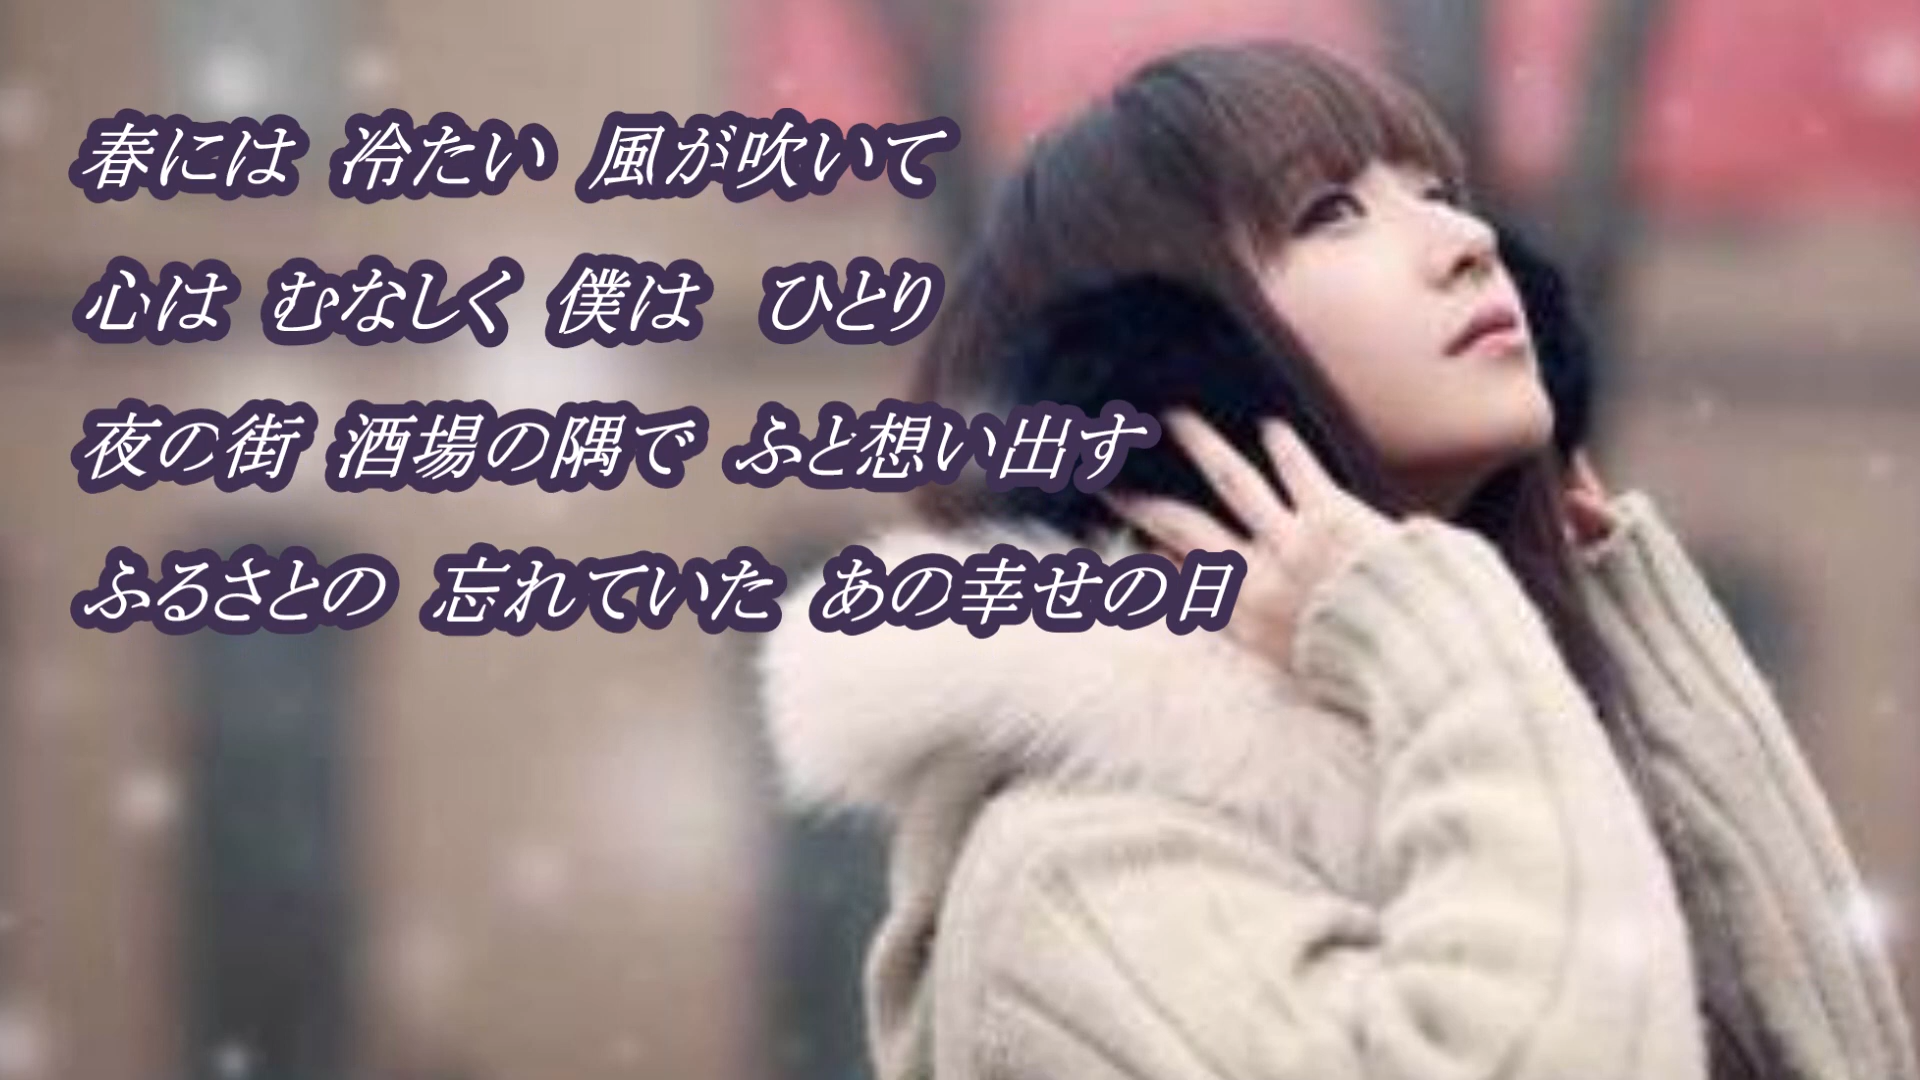 春には 冷たい 風が吹いて
心は むなしく 僕は ひとり
夜の街 酒場の隅で ふと想い出す
ふるさとの 忘れていた あの幸せの日